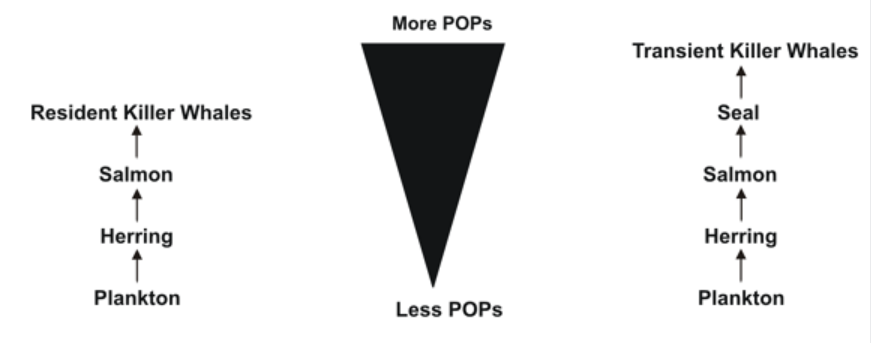 More POPs
Transient Killer Whales
Resident Killer Whales
Seal
Salmon
Salmon
Herring
Herring
Plankton
Plankton
Less POPs